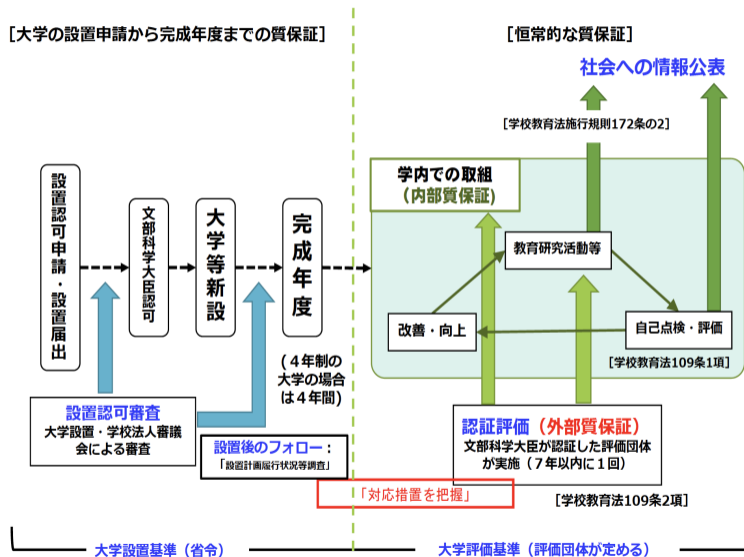 [大学の設置申請から完成年度までの質保証]
[恒常的な質保証]
社会への情報公表
[学校教育法施行規則172条の2]
設置認可申請・設置届出
文部科学大臣認可
大学等新設
完成年度
(４年制の
大学の場合
は４年間)
学内での取組
（内部質保証)
教育研究活動等
改善・向上
自己点検・評価
[学校教育法109条1項]
設置認可審査
大学設置・学校法人審議
会による審査
設置後のフォロー：
「設置計画履行状況等調査」
認証評価（外部質保証）
文部科学大臣が認証した評価団体
が実施（７年以内に１回）
「対応措置を把握」
[学校教育法109条2項]
大学設置基準（省令）
大学評価基準（評価団体が定める）